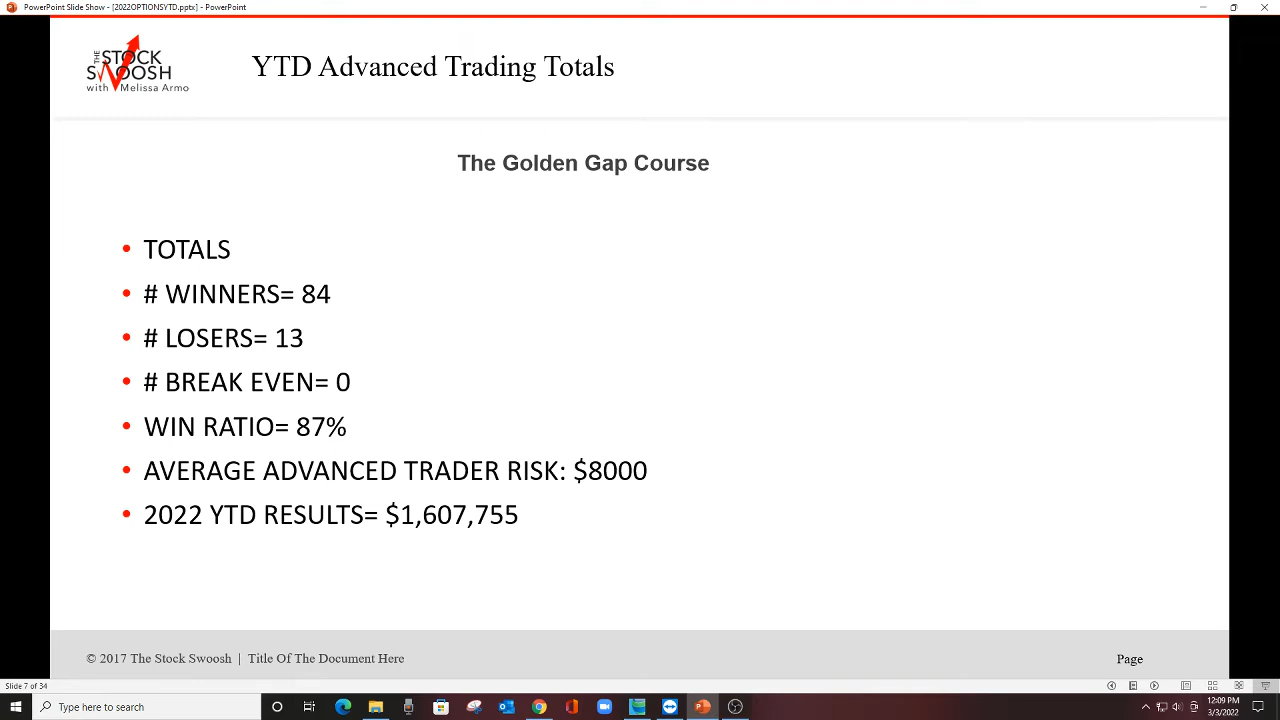 PowerPoint Slide Show - [2022OPTIONSYTD.pptx] - PowerPoint
THE
STOCK
SWOOSH
with Melissa Armo
YTD Advanced Trading Totals
The Golden Gap Course
• TOTALS
• # WINNERS= 84
• # LOSERS= 13
• # BREAK EVEN= 0
• WIN RATIO= 87%
• AVERAGE ADVANCED TRADER RISK: $8000
• 2022 YTD RESULTS= $1,607,755
© 2017 The Stock Swoosh | Title Of The Document Here
Page
Slide 7 of 34
Type here to search
12:09 PM
3/3/2022